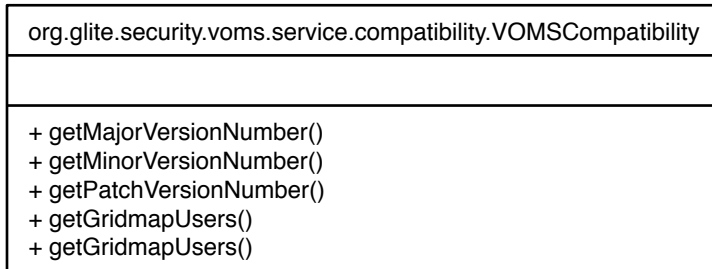 org.glite.security.voms.service.compatibility.VOMSCompatibility
+ getMajorVersionNumber()
+ getMinorVersionNumber()
+ getPatchVersionNumber()
+ getGridmapUsers()
+ getGridmapUsers()